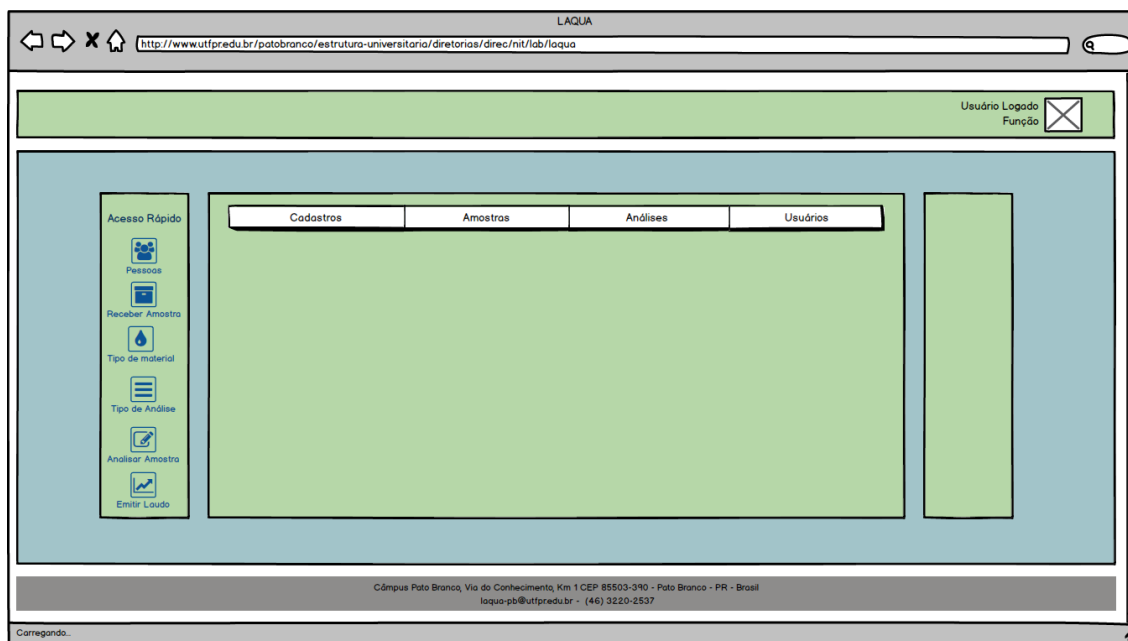 LAQUA
http://www.utfpr.edu.br/patobranco/estrutura-universitaria/diretorias/direc/nit/lab/laqua
Usuário Logado
Função
Acesso Rápido
Cadastros
Amostras
Análises
Usuários
Pessoas
Receber Amostra
Tipo de material
Tipo de Análise
Analisar Amostra
Emitir Laudo
Câmpus Pato Branco, Via do Conhecimento, Km 1 CEP 85503-390 - Pato Branco - PR - Brasil
laqua-pb@utfpr.edu.br - (46) 3220-2537
Carregando...